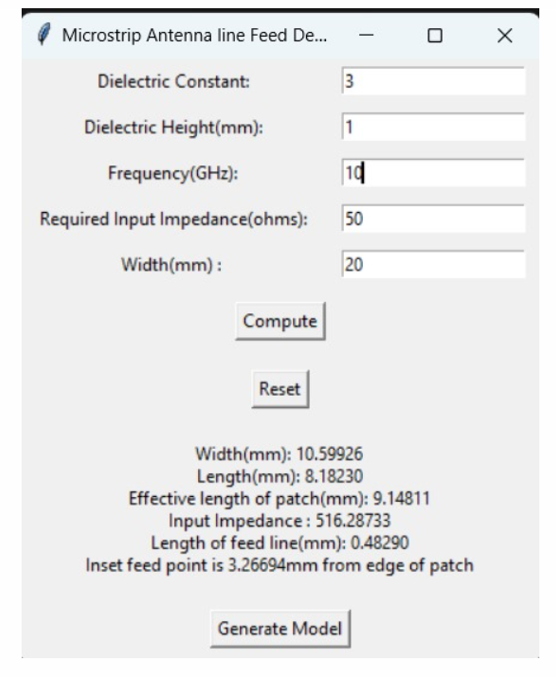 Microstrip Antenna line Feed De...
Dielectric Constant: 3
Dielectric Height(mm): 1
Frequency(GHz): 10
Required Input Impedance(ohms): 50
Width(mm) : 20
Compute
Reset
Width(mm): 10.59926
Length(mm): 8.18230
Effective length of patch(mm): 9.14811
Input Impedance : 516.28733
Length of feed line(mm): 0.48290
Inset feed point is 3.26694mm from edge of patch
Generate Model